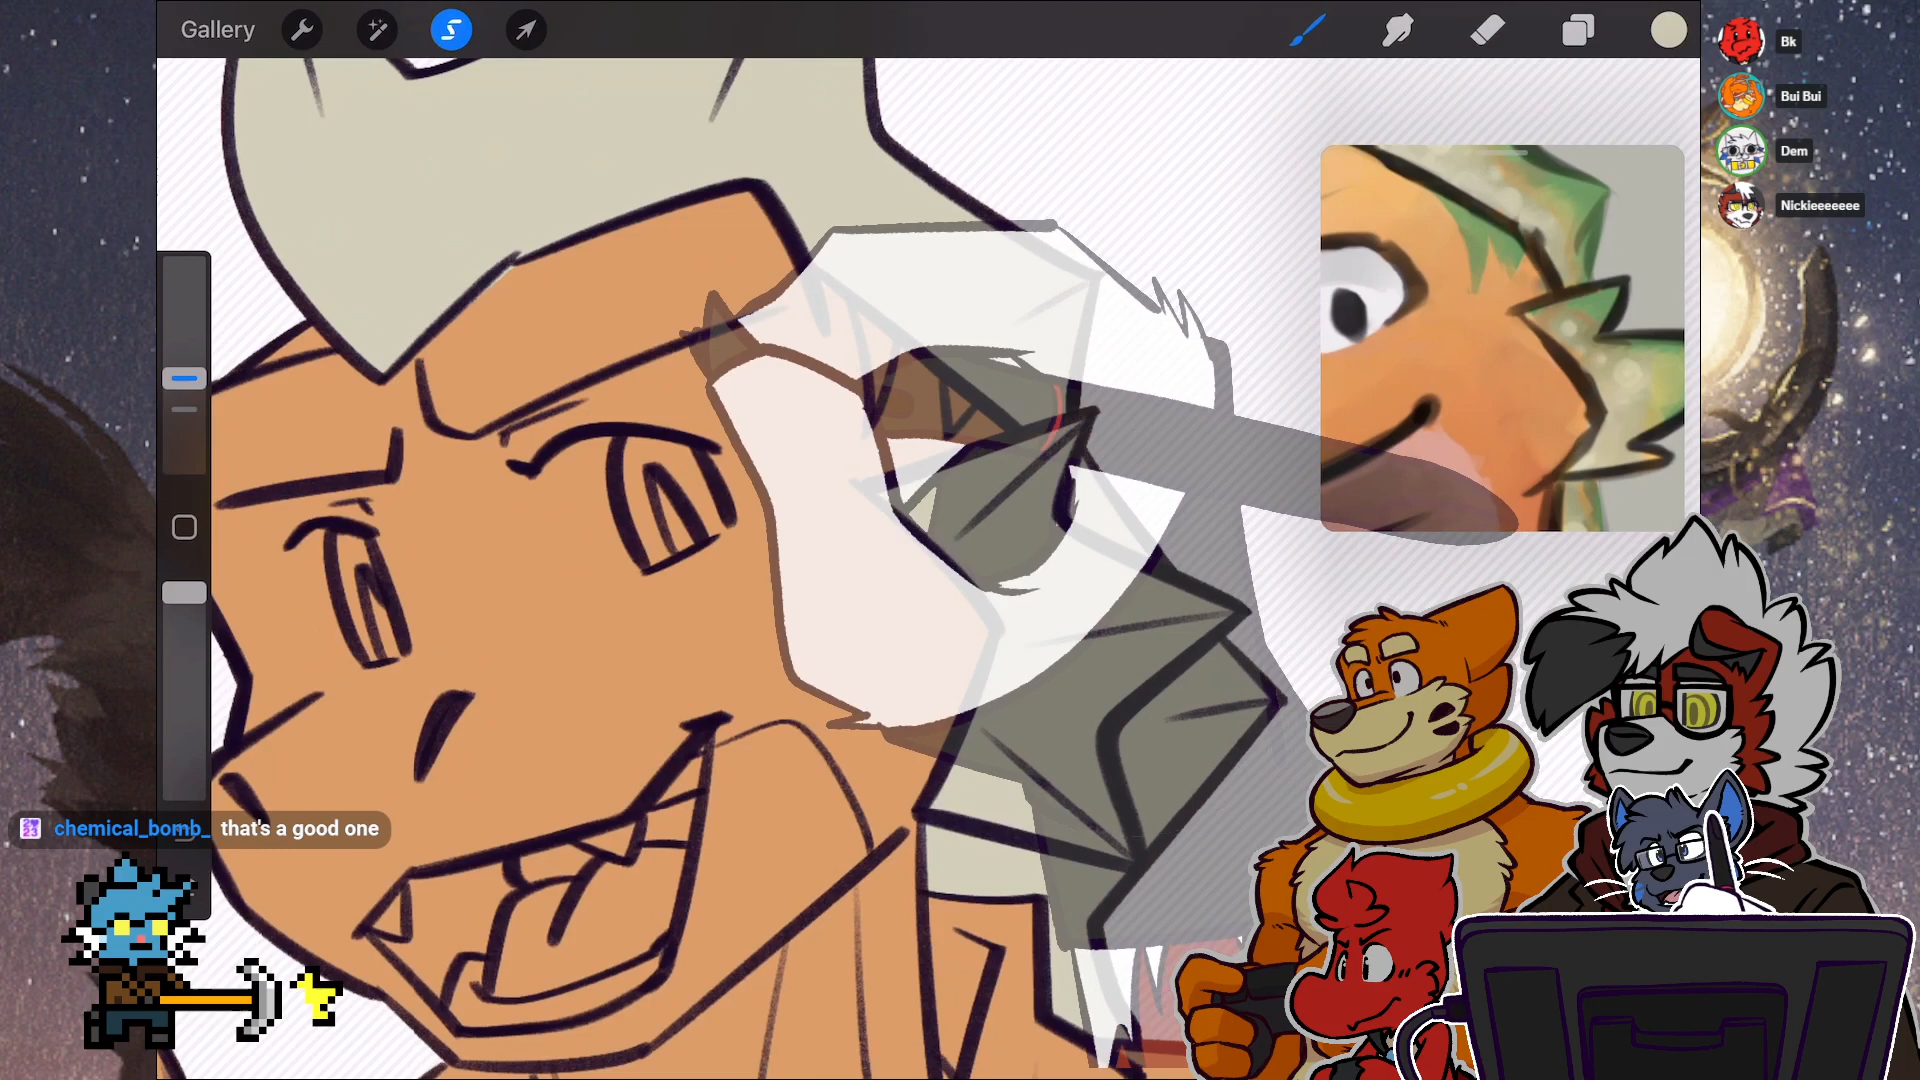 Gallery
Bk
Bui Bui
Dem
Nickieeeeeee
chemical_bomb_ that's a good one